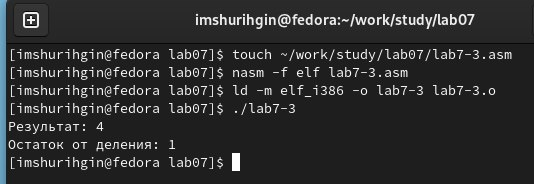 imshurihgin@fedora:~/work/study/lab07
[imshurihgin@fedora lab07]$ touch ~/work/study/lab07/lab7-3.asm
[imshurihgin@fedora lab07]$ nasm -f elf lab7-3.asm
[imshurihgin@fedora lab07]$ ld -m elf_i386 -o lab7-3 lab7-3.o
[imshurihgin@fedora lab07]$ ./lab7-3
Результат: 4
Остаток от деления: 1
[imshurihgin@fedora lab07]$